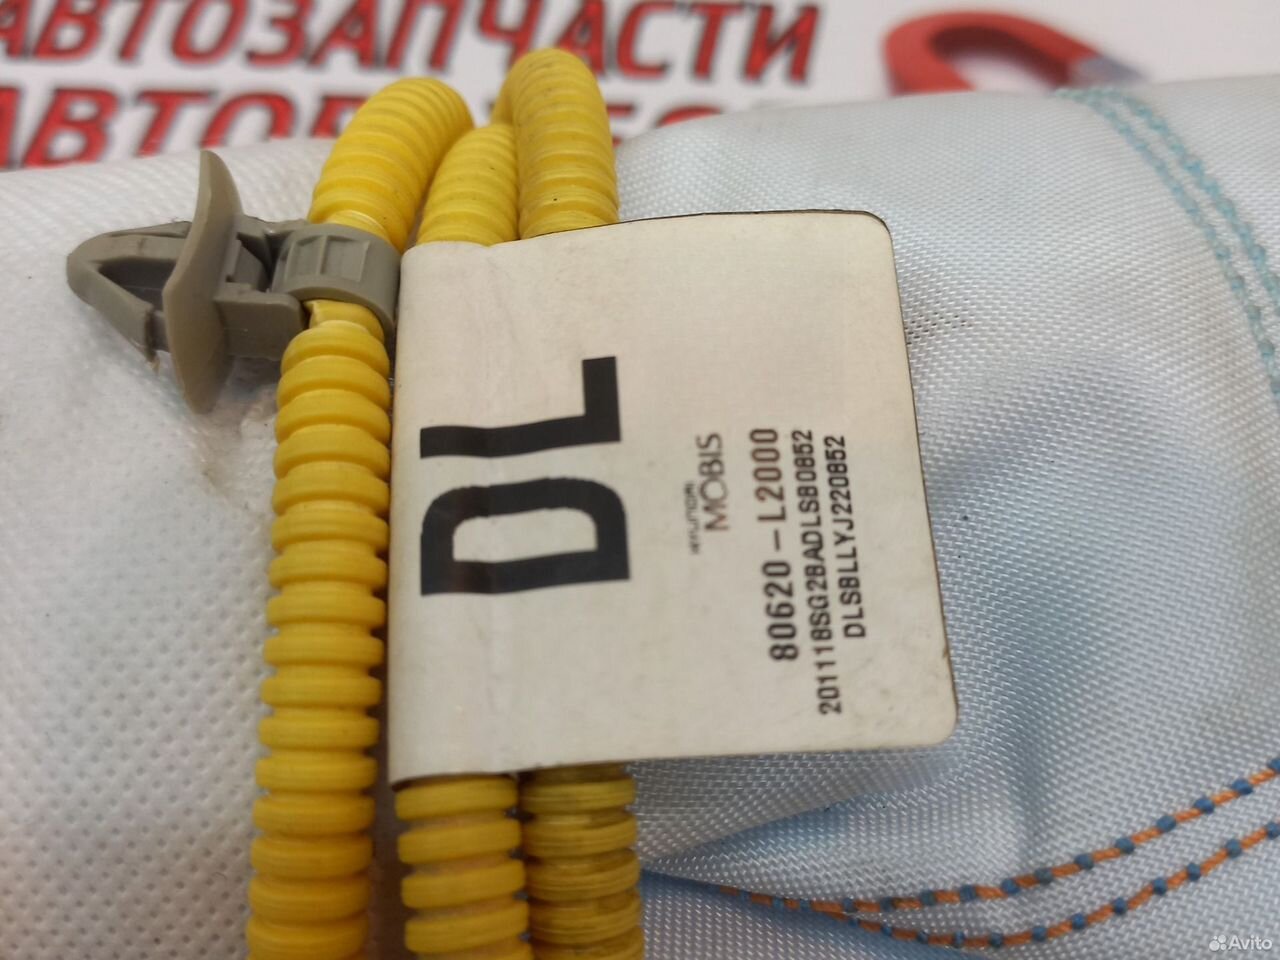 АВТОЗАПЧАСТИ
DL
HYUNDAI
MOBIS
80620-L2000
201118SG2BADLSB0852
DLSBLLYJ220852
Avito